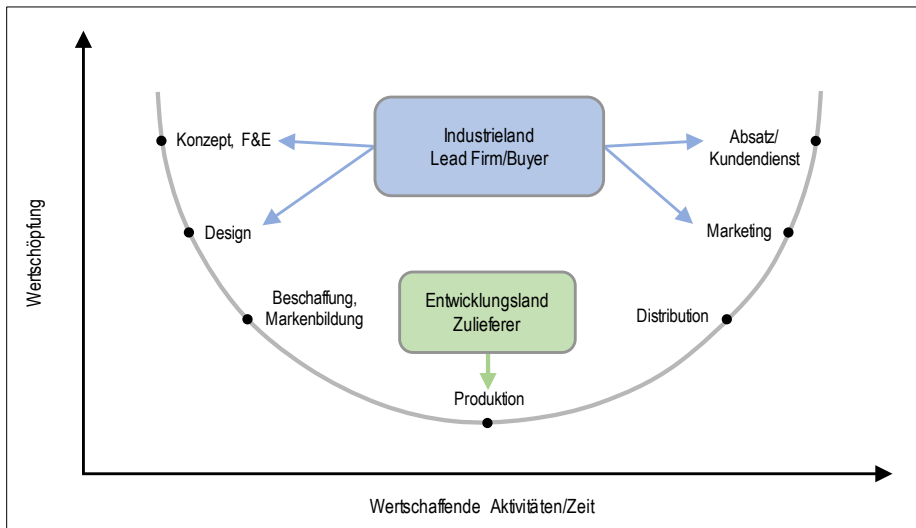 Wertschöpfung
Konzept, F&E
Industrieland
Lead Firm/Buyer
Absatz/
Kundendienst
Design
Marketing
Beschaffung,
Markenbildung
Entwicklungsland
Zulieferer
Distribution
Produktion
Wertschaffende Aktivitäten/Zeit